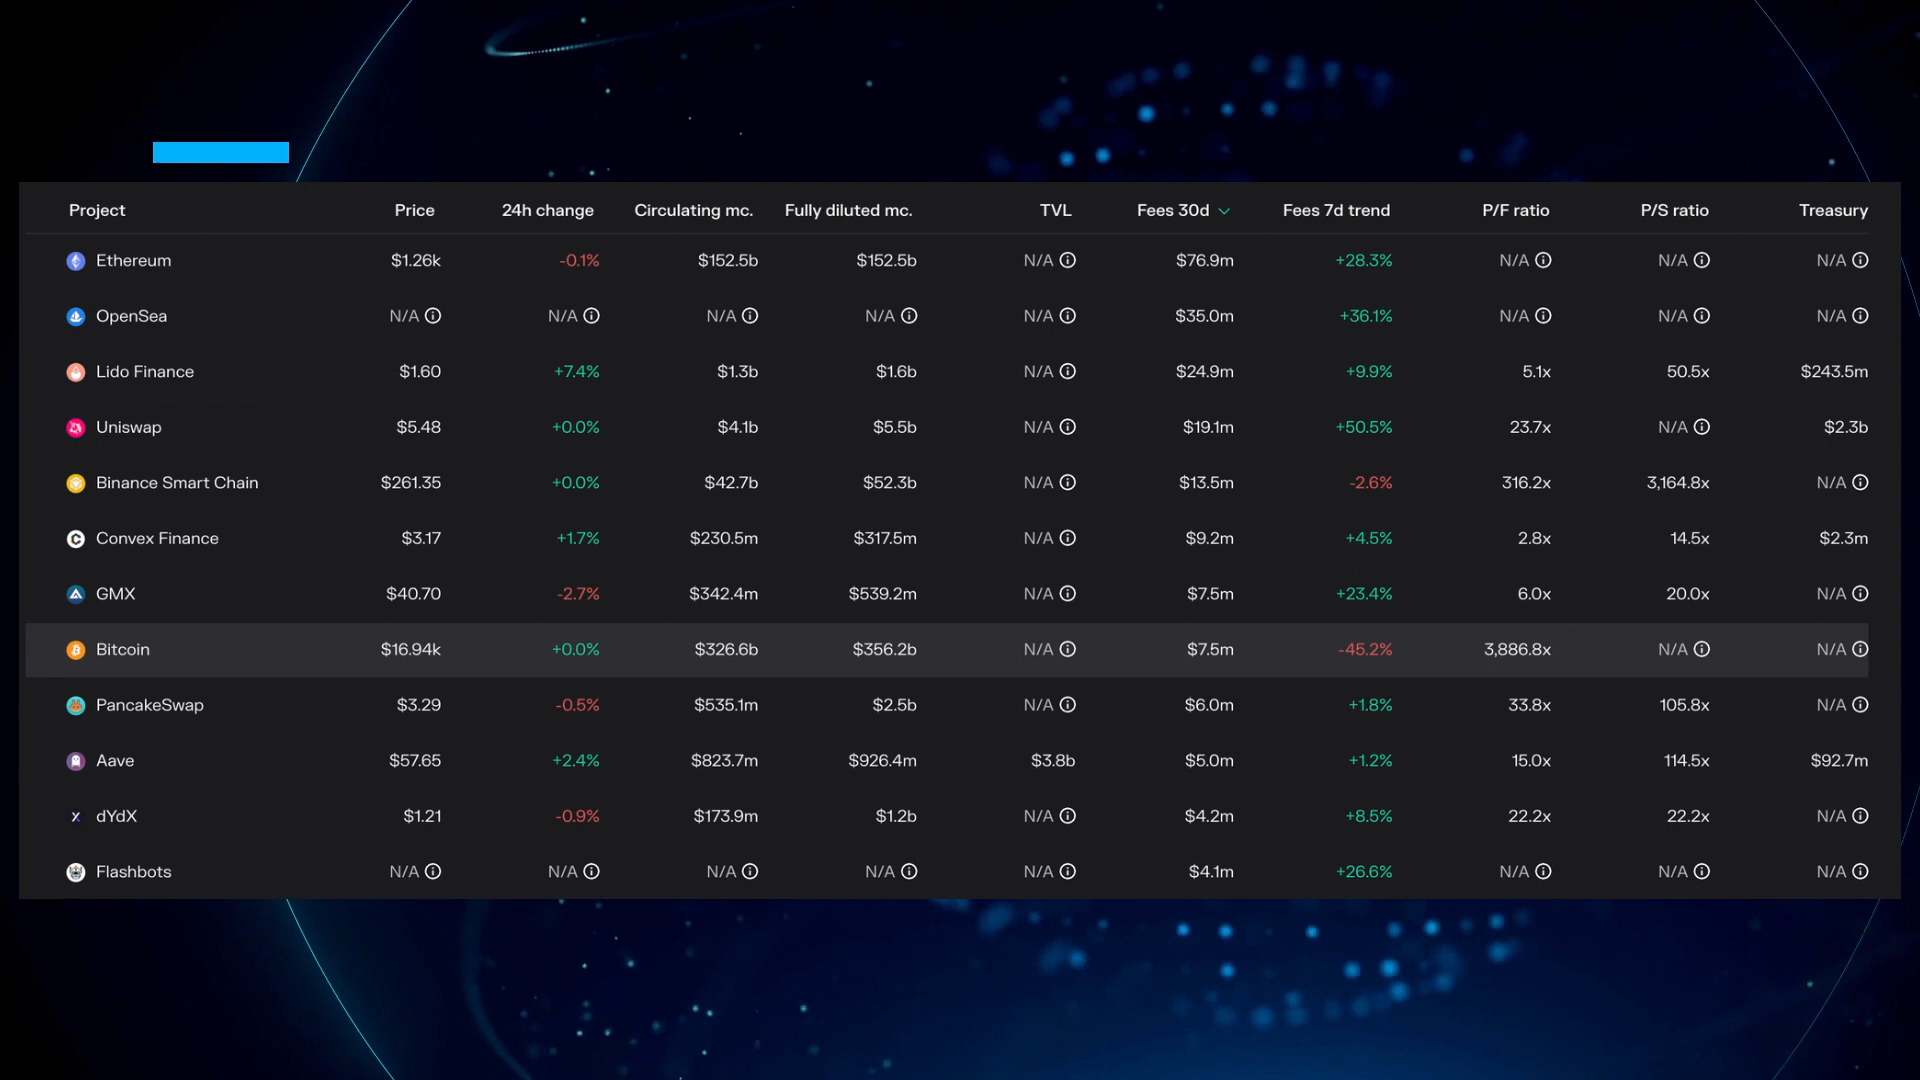 Project Price 24h change Circulating mc. Fully diluted mc. TVL Fees 30d Fees 7d trend P/F ratio P/S ratio Treasury
Ethereum $1.26k -0.1% $152.5b $152.5b N/A $76.9m +28.3% N/A N/A N/A
OpenSea N/A N/A N/A N/A N/A $35.0m +36.1% N/A N/A N/A
Lido Finance $1.60 +7.4% $1.3b $1.6b N/A $24.9m +9.9% 5.1x 50.5x $243.5m
Uniswap $5.48 +0.0% $4.1b $5.5b N/A $19.1m +50.5% 23.7x N/A $2.3b
Binance Smart Chain $261.35 +0.0% $42.7b $52.3b N/A $13.5m -2.6% 316.2x 3,164.8x N/A
Convex Finance $3.17 +1.7% $230.5m $317.5m N/A $9.2m +4.5% 2.8x 14.5x $2.3m
GMX $40.70 -2.7% $342.4m $539.2m N/A $7.5m +23.4% 6.0x 20.0x N/A
Bitcoin $16.94k +0.0% $326.6b $356.2b N/A $7.5m -45.2% 3,886.8x N/A N/A
PancakeSwap $3.29 -0.5% $535.1m $2.5b N/A $6.0m +1.8% 33.8x 105.8x N/A
Aave $57.65 +2.4% $823.7m $926.4m $3.8b $5.0m +1.2% 15.0x 114.5x $92.7m
dYdX $1.21 -0.9% $173.9m $1.2b N/A $4.2m +8.5% 22.2x 22.2x N/A
Flashbots N/A N/A N/A N/A N/A $4.1m +26.6% N/A N/A N/A